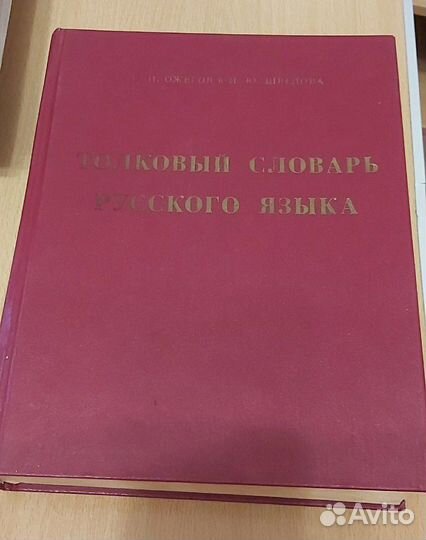 И. ОЖЕГОВ И Н. Ю. ШВЕДОВА
ТОЛКОВЫЙ СЛОВАРЬ
РУССКОГО ЯЗЫКА
Avito